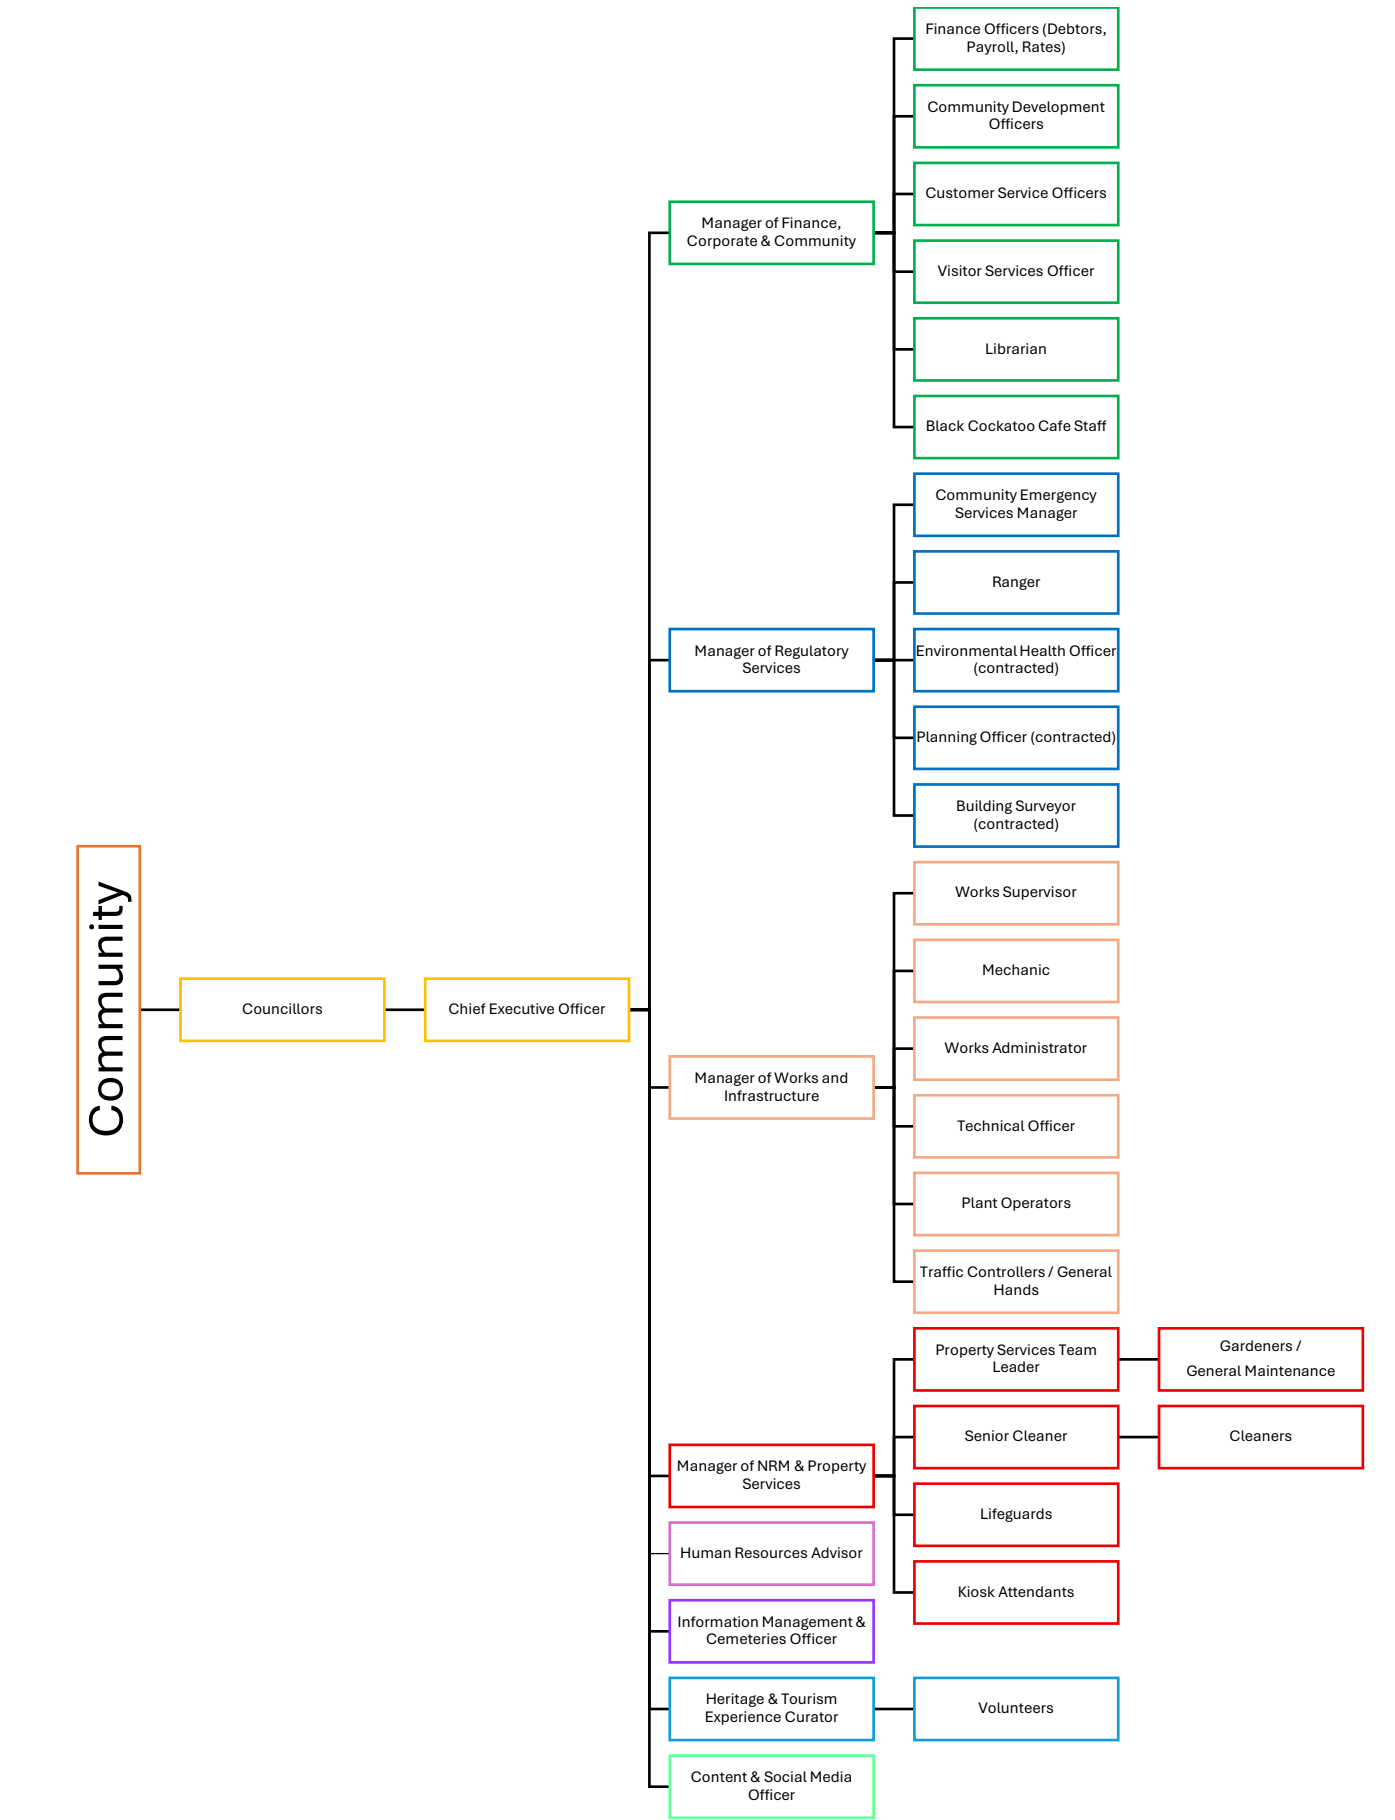 Community
Councillors
Chief Executive Officer
Manager of Finance,
Corporate & Community
Finance Officers (Debtors,
Payroll, Rates)
Community Development
Officers
Customer Service Officers
Visitor Services Officer
Librarian
Black Cockatoo Cafe Staff
Manager of Regulatory
Services
Community Emergency
Services Manager
Ranger
Environmental Health Officer
(contracted)
Planning Officer (contracted)
Building Surveyor
(contracted)
Manager of Works and
Infrastructure
Works Supervisor
Mechanic
Works Administrator
Technical Officer
Plant Operators
Traffic Controllers / General
Hands
Manager of NRM & Property
Services
Property Services Team
Leader
Gardeners /
General Maintenance
Senior Cleaner
Cleaners
Lifeguards
Kiosk Attendants
Human Resources Advisor
Information Management &
Cemeteries Officer
Heritage & Tourism
Experience Curator
Volunteers
Content & Social Media
Officer